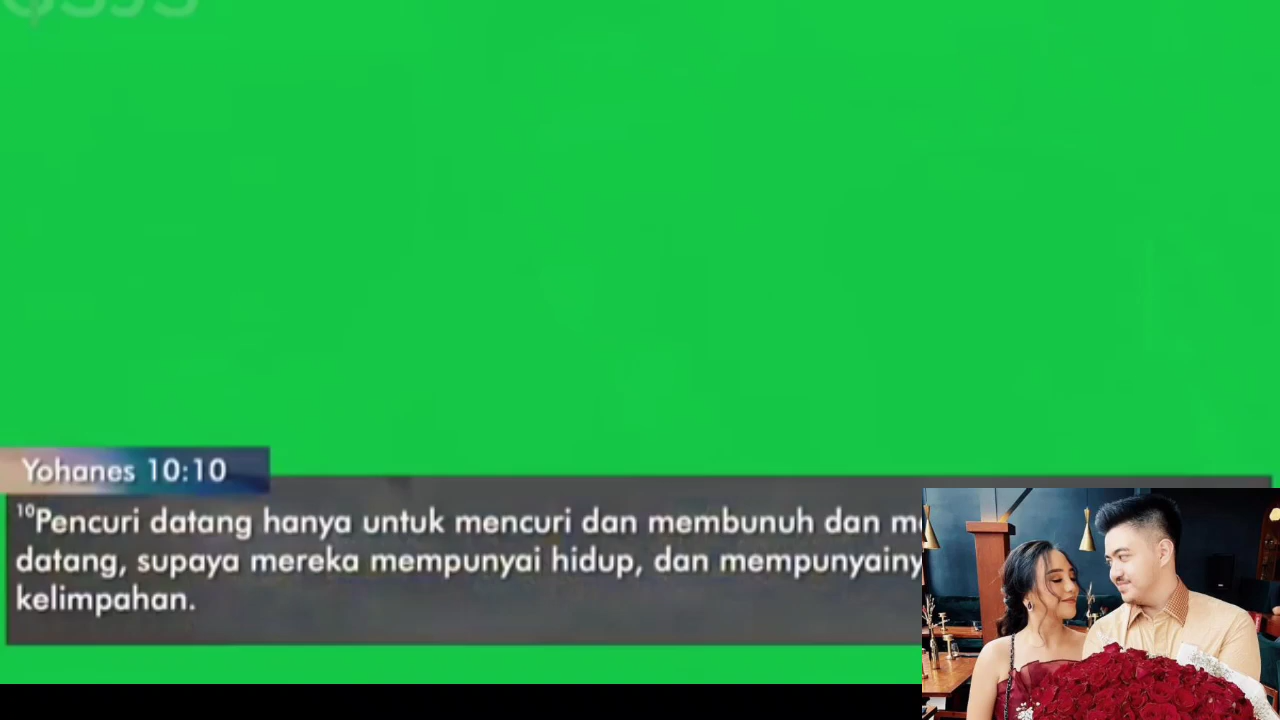 Yohanes 10:10
¹⁰Pencuri datang hanya untuk mencuri dan membunuh dan
datang, supaya mereka mempunyai hidup, dan
kelimpahan.